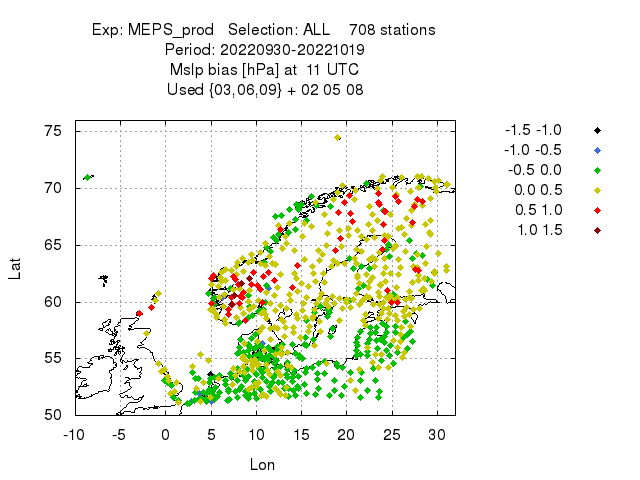 Exp: MEPS_prod Selection: ALL 708 stations
Period: 20220930-20221019
Mslp bias [hPa] at 11 UTC
Used {03,06,09} + 02 05 08
75
70
65
60
55
50
Lat
-10 -5 0 5 10 15 20 25 30
Lon
-1.5 -1.0
-1.0 -0.5
-0.5 0.0
0.0 0.5
0.5 1.0
1.0 1.5